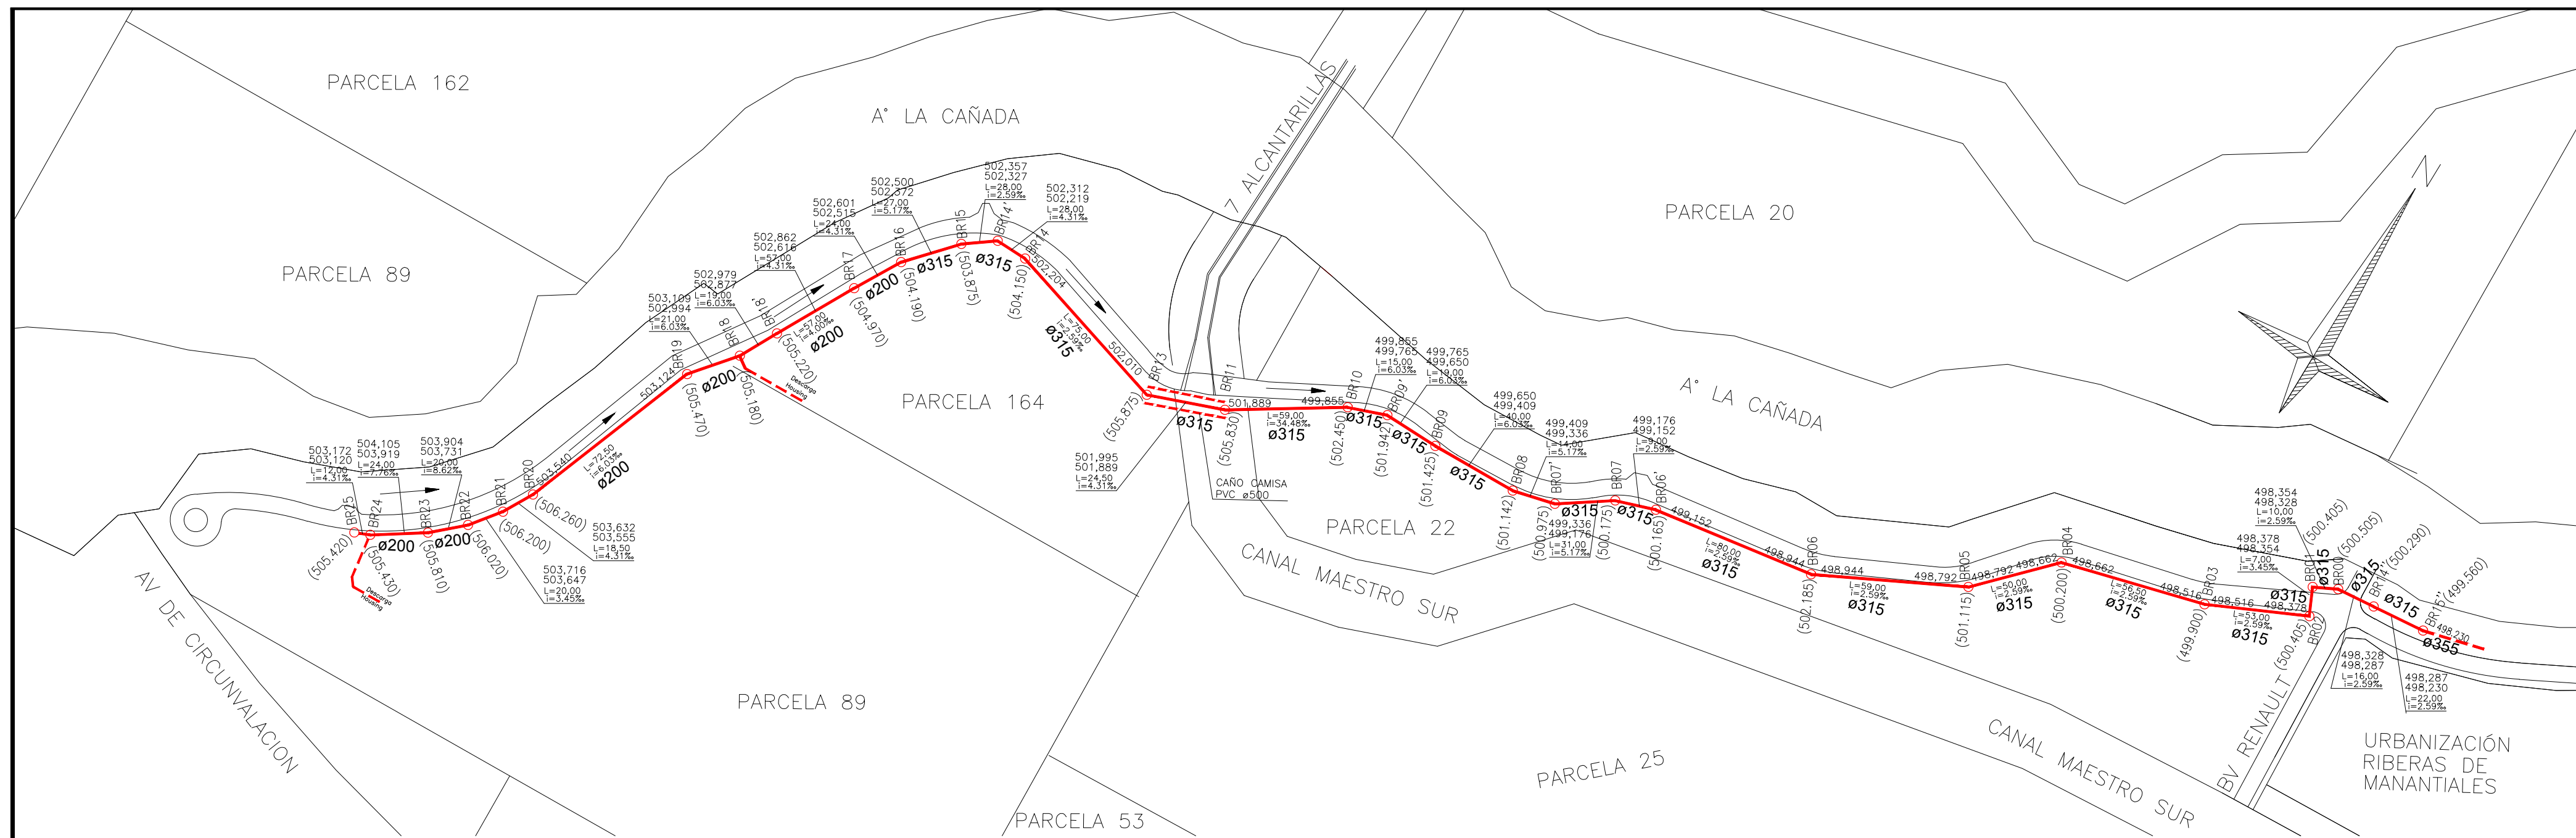 PARCELA 162
A° LA CAÑADA
7 ALCANTARILLAS
PARCELA 20
N
PARCELA 89
PARCELA 164
A° LA CAÑADA
PARCELA 22
CANAL MAESTRO SUR
PARCELA 89
AV DE CIRCUNVALACION
PARCELA 53
PARCELA 25
CANAL MAESTRO SUR
BV RENAULT
URBANIZACIÓN
RIBERAS DE
MANANTIALES
503,172
503,120
L=12,00
i=4.31‰
BR25
(505.420)
504,105
503,919
L=24,00
i=7.76‰
BR24
(505.430)
ø200
Descarga
Housing
503,904
503,731
L=20,00
i=8.62‰
BR23
(505.810)
ø200
BR22
(506.020)
503,716
503,647
L=20,00
i=3.45‰
BR21
(506.200)
503,632
503,555
L=18,50
i=4.31‰
BR20
(506.260)
503,540
L=72,50
i=6.03‰
ø200
503,124
BR19
(505.470)
503,109
502,994
L=21,00
i=6.03‰
ø200
BR18
(505.180)
Descarga
Housing
502,979
502,877
L=19,00
i=6.03‰
BR18'
(505.220)
502,862
502,616
L=57,00
i=4.31‰
L=57,00
i=4.00‰
ø200
BR17
(504.970)
502,601
502,515
L=24,00
i=4.31‰
ø200
BR16
(504.190)
502,500
502,372
L=27,00
i=5.17‰
ø315
BR15
(503.875)
502,357
502,327
L=28,00
i=2.59‰
ø315
BR14'
502,312
502,219
L=28,00
i=4.31‰
BR14
(504.150)
502,204
L=75,00
i=2.59‰
ø315
502,010
BR13
(505.875)
501,995
501,889
L=24,50
i=4.31‰
ø315
CAÑO CAMISA
PVC ø500
BR11
(505.830)
501,889
L=59,00
i=34.48‰
ø315
499,855
BR10
(502.450)
499,855
499,765
L=15,00
i=6.03‰
ø315
BR09'
(501.942)
499,765
499,650
L=19,00
i=6.03‰
ø315
BR09
(501.425)
499,650
499,409
L=40,00
i=6.03‰
ø315
BR08
(501.142)
499,409
499,336
L=14,00
i=5.17‰
BR07'
(500.975)
ø315
499,336
499,176
L=31,00
i=5.17‰
BR07
(500.175)
499,176
499,152
L=9,00
i=2.59‰
ø315
BR06'
(500.165)
499,152
L=80,00
i=2.59‰
ø315
498,944
BR06
(502.185)
498,944
L=59,00
i=2.59‰
ø315
498,792
BR05
(501.115)
498,792
L=50,00
i=2.59‰
ø315
498,662
BR04
(500.200)
498,662
L=56,50
i=2.59‰
ø315
498,516
BR03
(499.900)
498,516
L=53,00
i=2.59‰
ø315
498,378
BR02
(500.405)
498,378
498,354
L=7,00
i=3.45‰
ø315
BR01
(500.405)
498,354
498,328
L=10,00
i=2.59‰
ø315
BR00
(500.505)
498,328
498,287
L=16,00
i=2.59‰
ø315
BR14'' (500.290)
498,287
498,230
L=22,00
i=2.59‰
ø315
BR15'' (499.560)
498,230
ø355